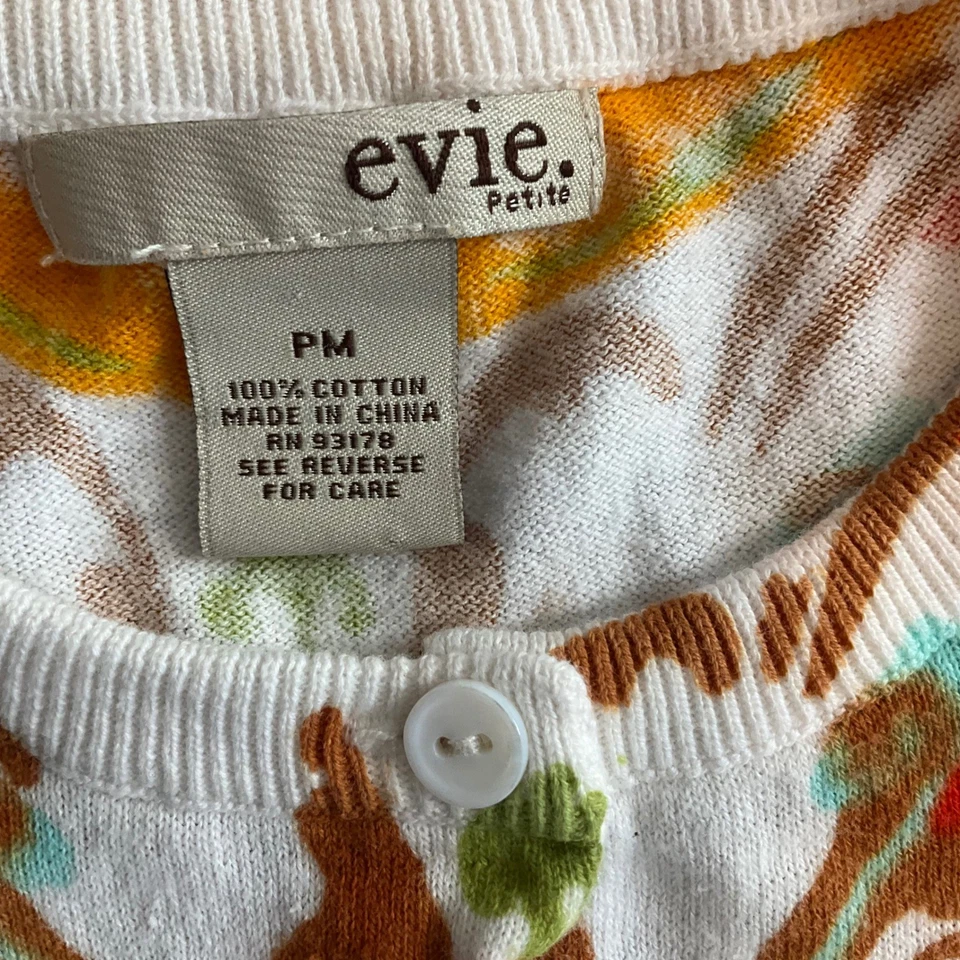 evie.
Petite
PM
100% COTTON
MADE IN CHINA
RN 93178
SEE REVERSE
FOR CARE